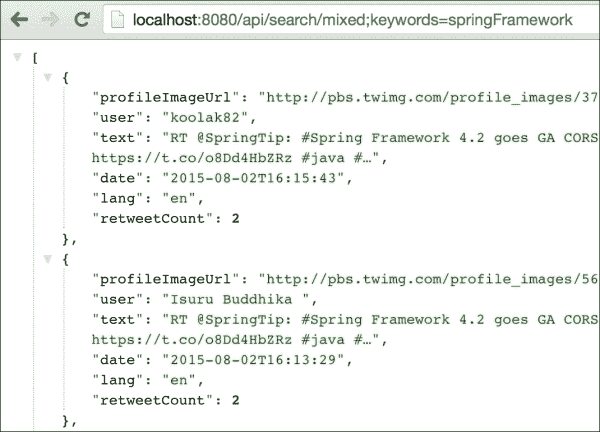 localhost:8080/api/search/mixed;keywords=springFramework
[
{
"profileImageUrl": "http://pbs.twimg.com/profile_images/37
"user": "koolak82",
"text": "RT @SpringTip: #Spring Framework 4.2 goes GA CORS
https://t.co/o8Dd4HbZRz #java #…",
"date": "2015-08-02T16:15:43",
"lang": "en",
"retweetCount": 2
},
{
"profileImageUrl": "http://pbs.twimg.com/profile_images/56
"user": "Isuru Buddhika ",
"text": "RT @SpringTip: #Spring Framework 4.2 goes GA CORS
https://t.co/o8Dd4HbZRz #java #…",
"date": "2015-08-02T16:13:29",
"lang": "en",
"retweetCount": 2
},